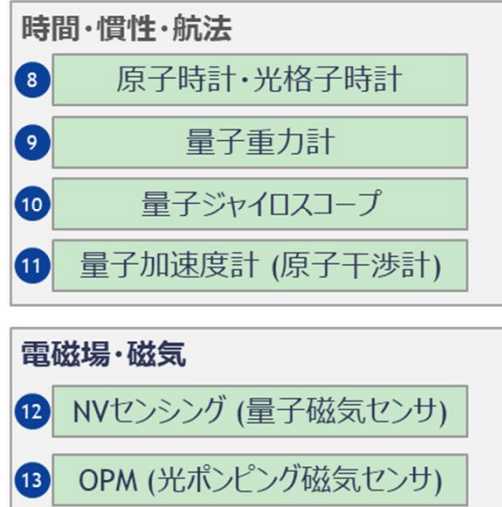 時間･慣性･航法
8 原子時計･光格子時計
9 量子重力計
10 量子ジャイロスコープ
11 量子加速度計 (原子干渉計)
電磁場･磁気
12 NVセンシング (量子磁気センサ)
13 OPM (光ポンピング磁気センサ)